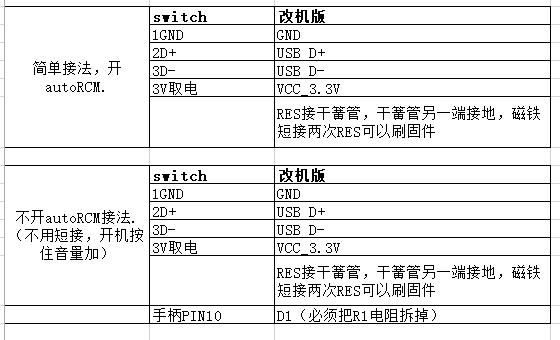 switch 改机版
简单接法，开
autoRCM.
1GND GND
2D+ USB D+
3D- USB D-
3V取电 VCC_3.3V
RES接干簧管，干簧管另一端接地，磁铁
短接两次RES可以刷固件
switch 改机版
不开autoRCM接法.
（不用短接，开机按
住音量加）
1GND GND
2D+ USB D+
3D- USB D-
3V取电 VCC_3.3V
RES接干簧管，干簧管另一端接地，磁铁
短接两次RES可以刷固件
手柄PIN10 D1（必须把R1电阻拆掉）